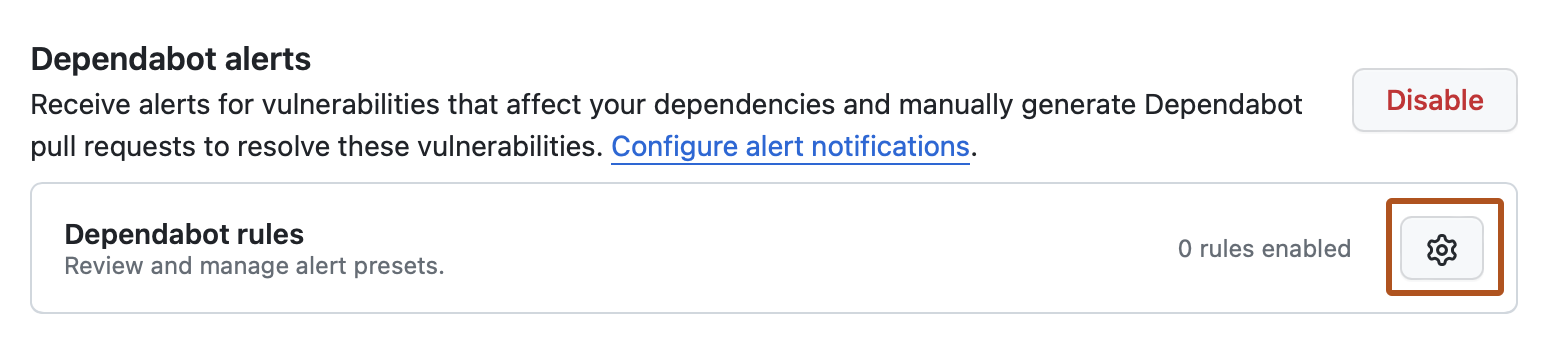 Dependabot alerts
Receive alerts for vulnerabilities that affect your dependencies and manually generate Dependabot
pull requests to resolve these vulnerabilities. Configure alert notifications.
Disable
Dependabot rules
Review and manage alert presets.
0 rules enabled